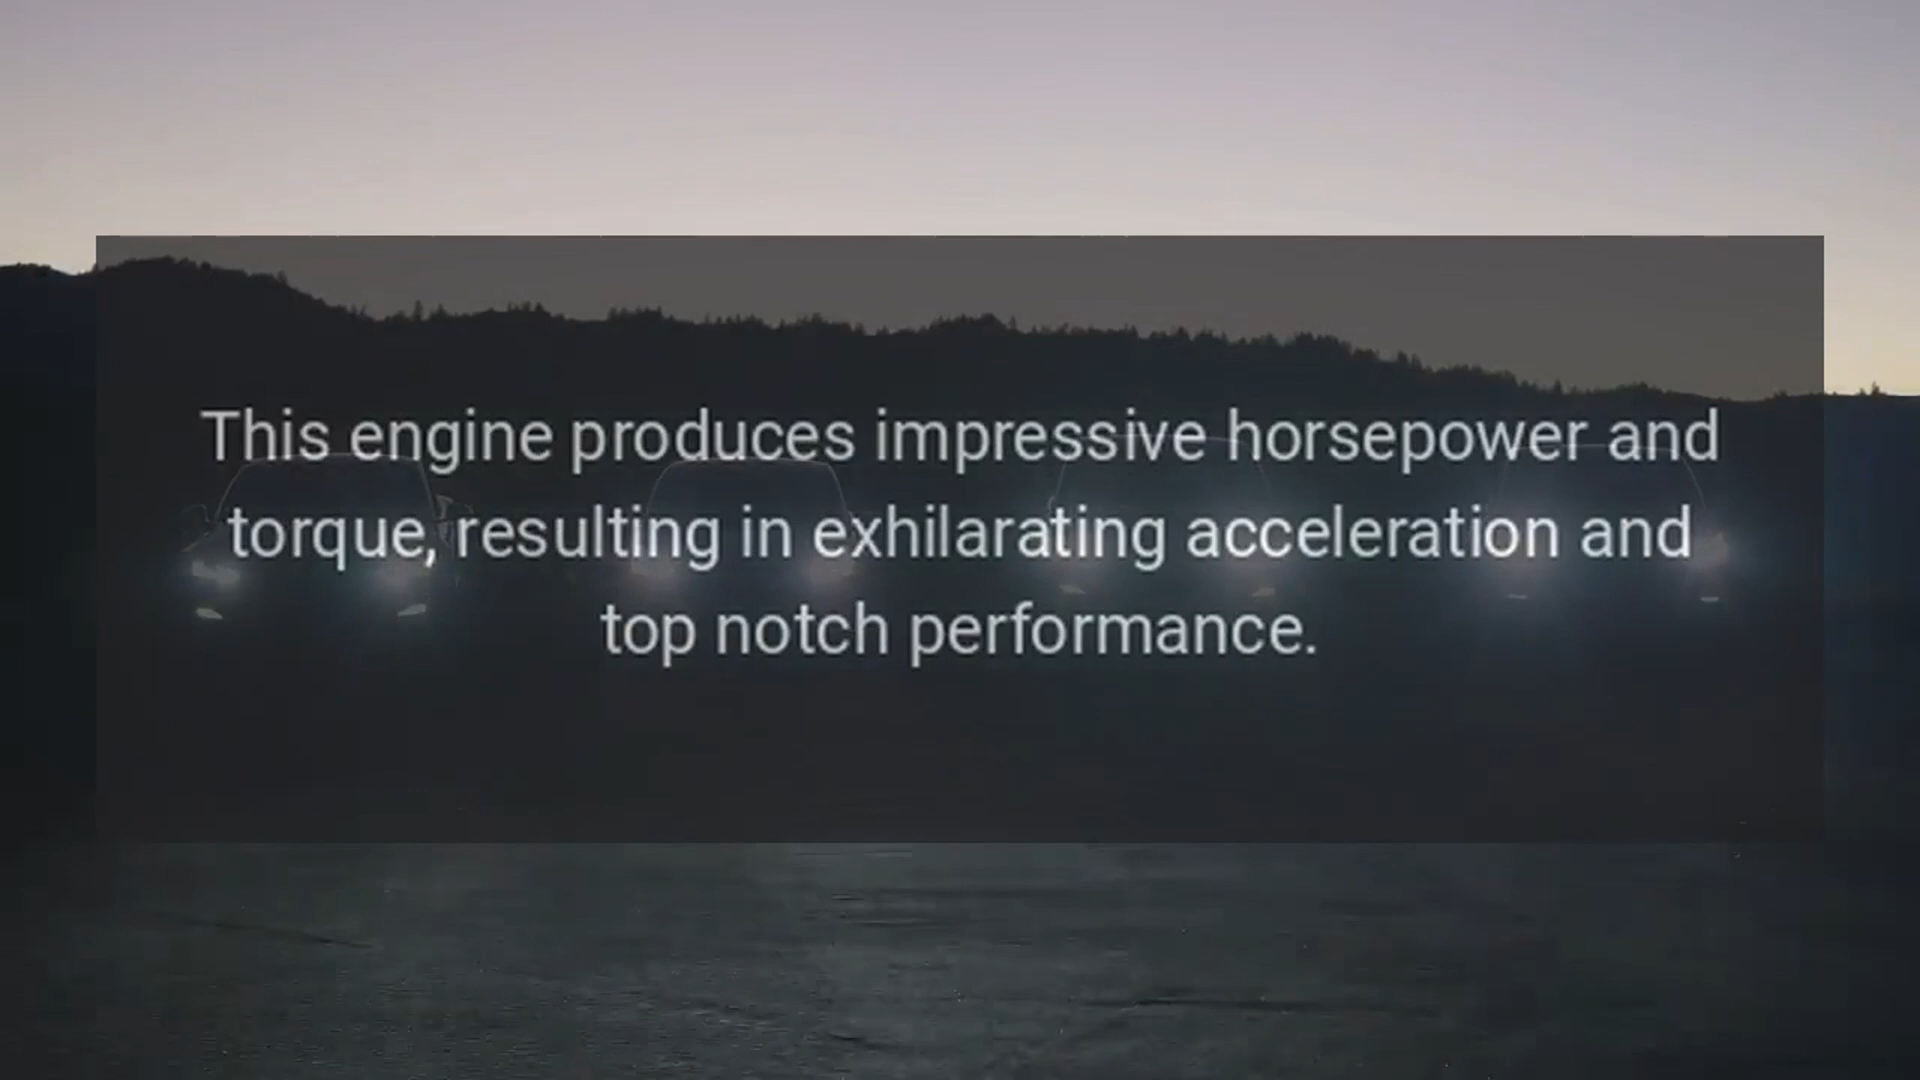 This engine produces impressive horsepower and
torque, resulting in exhilarating acceleration and
top notch performance.